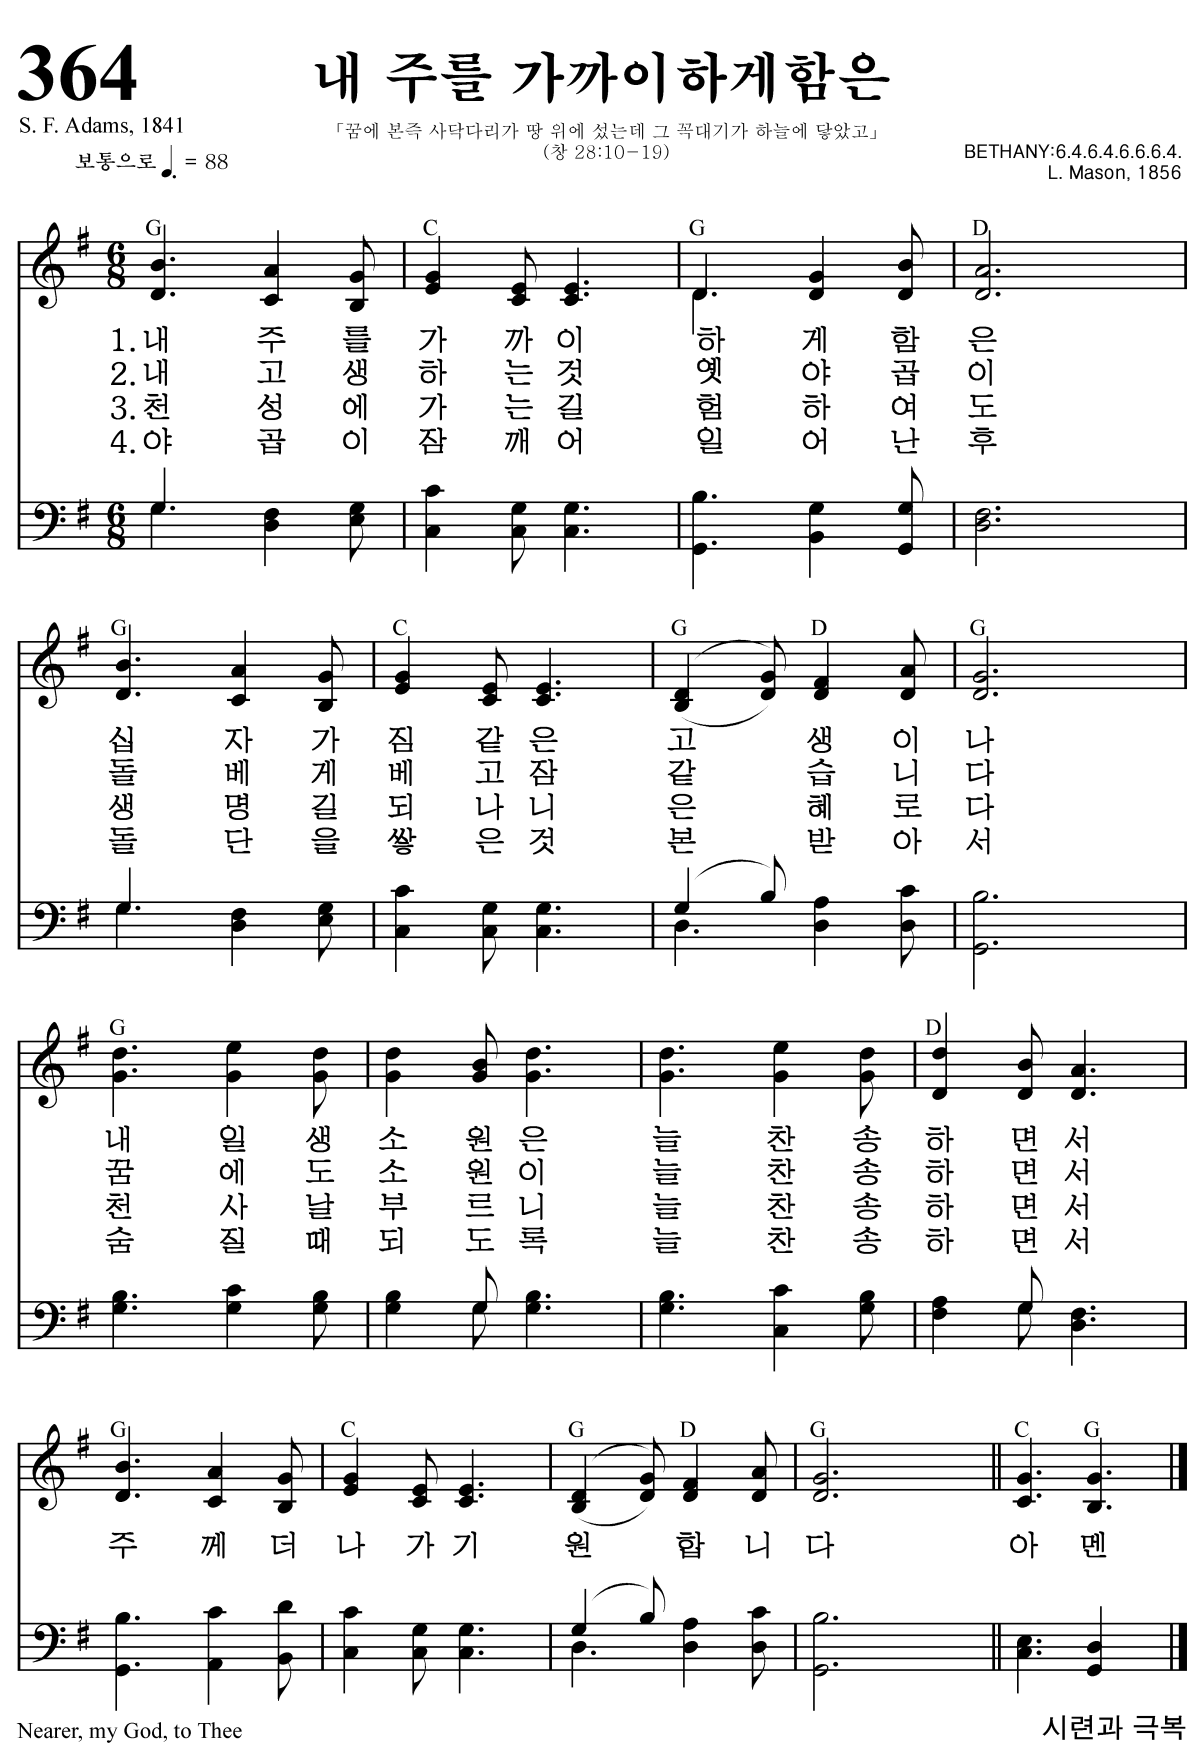 364
내 주를 가까이하게함은
S. F. Adams, 1841
「꿈에 본즉 사닥다리가 땅 위에 섰는데 그 꼭대기가 하늘에 닿았고」
(창 28:10-19)
보통으로 ♩. = 88
BETHANY:6.4.6.4.6.6.6.4.
L. Mason, 1856
G C G D
6 8
1.내 주 를 가 까 이 하 게 함 은
2.내 고 생 하 는 것 옛 야 곱 이
3.천 성 에 가 는 길 험 하 여 도
4.야 곱 이 잠 깨 어 일 어 난 후
6 8
G C G D G
십 자 가 짐 같 은 고 생 이 나
돌 베 게 베 고 잠 같 습 니 다
생 명 길 되 나 니 은 혜 로 다
돌 단 을 쌓 은 것 본 받 아 서
G D
내 일 생 소 원 은 늘 찬 송 하 면 서
꿈 에 도 소 원 이 늘 찬 송 하 면 서
천 사 날 부 르 니 늘 찬 송 하 면 서
숨 질 때 되 도 록 늘 찬 송 하 면 서
G C G D G C G
주 께 더 나 가 기 원 합 니 다 아 멘
Nearer, my God, to Thee
시련과 극복